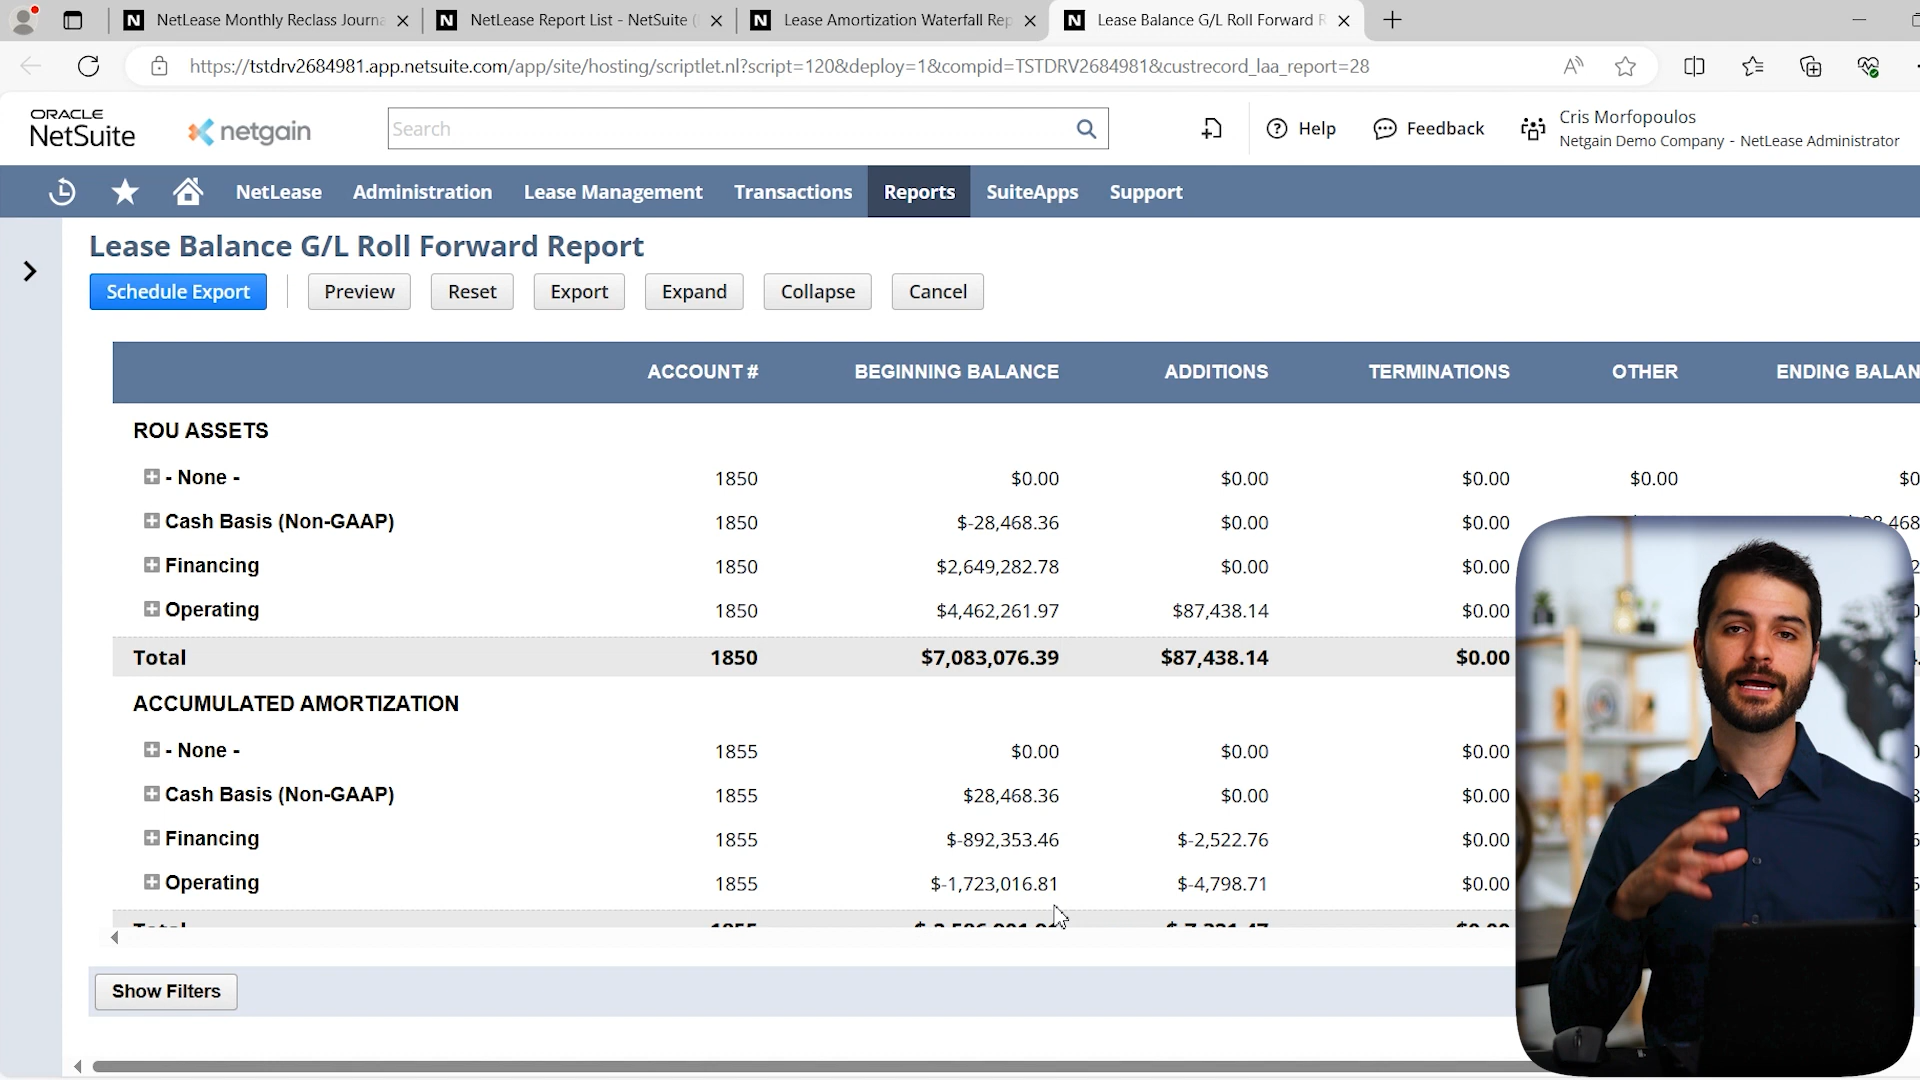 NetLease Monthly Reclass Journa
NetLease Report List - NetSuite (
Lease Amortization Waterfall Rep
Lease Balance G/L Roll Forward R
https://tstdrv2684981.app.netsuite.com/app/site/hosting/scriptlet.nl?script=120&deploy=1&compid=TSTDRV2684981&custrecord_laa_report=28
ORACLE
NetSuite
netgain
Search
Help
Feedback
Cris Morfopoulos
Netgain Demo Company - NetLease Administrator
NetLease Administration Lease Management Transactions Reports SuiteApps Support
Lease Balance G/L Roll Forward Report
Schedule Export Preview Reset Export Expand Collapse Cancel
ACCOUNT # BEGINNING BALANCE ADDITIONS TERMINATIONS OTHER ENDING BALAN
ROU ASSETS
- None - 1850 $0.00 $0.00 $0.00 $0.00 $0
Cash Basis (Non-GAAP) 1850 $-28,468.36 $0.00 $0.00
Financing 1850 $2,649,282.78 $0.00 $0.00
Operating 1850 $4,462,261.97 $87,438.14 $0.00
Total 1850 $7,083,076.39 $87,438.14 $0.00
ACCUMULATED AMORTIZATION
- None - 1855 $0.00 $0.00 $0.00
Cash Basis (Non-GAAP) 1855 $28,468.36 $0.00 $0.00
Financing 1855 $-892,353.46 $-2,522.76 $0.00
Operating 1855 $-1,723,016.81 $-4,798.71 $0.00
Total 1855 $-7,321.47 $0.00
Show Filters